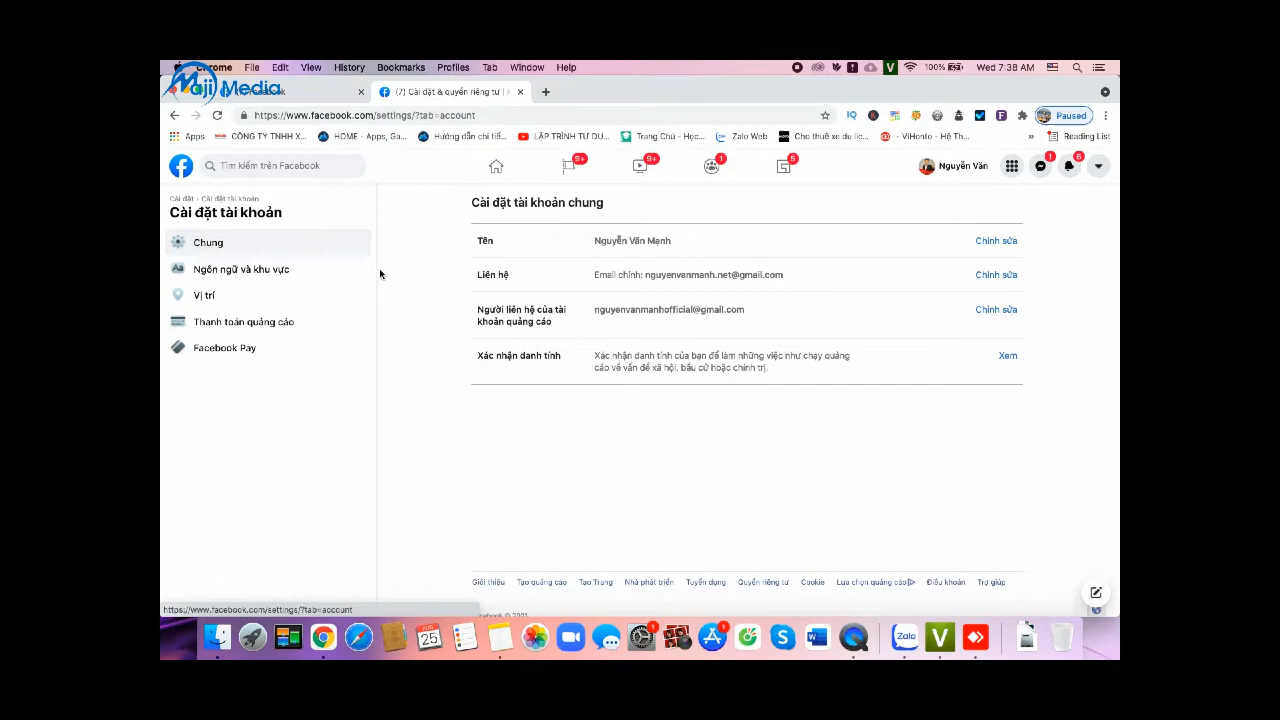 Chrome File Edit View History Bookmarks Profiles Tab Window Help
V 100% Wed 7:38 AM
Moji Media
(7) Cài đặt & quyền riêng tư |
https://www.facebook.com/settings/?tab=account
IQ Paused
Apps CÔNG TY TNHH X... HOME - Apps, Ga... Hướng dẫn chi tiế... LẬP TRÌNH TƯ DU... Trang Chủ - Học... Zalo Web Cho thuê xe du lịc... - ViHonto - Hệ Th... » Reading List
Tìm kiếm trên Facebook
9+ 9+ 1 5
Nguyễn Văn
1 6
Cài đặt › Cài đặt tài khoản
Cài đặt tài khoản
Chung
Ngôn ngữ và khu vực
Vị trí
Thanh toán quảng cáo
Facebook Pay
Cài đặt tài khoản chung
Tên Nguyễn Văn Mạnh Chỉnh sửa
Liên hệ Email chính: nguyenvanmanh.net@gmail.com Chỉnh sửa
Người liên hệ của tài
khoản quảng cáo
nguyenvanmanhofficial@gmail.com Chỉnh sửa
Xác nhận danh tính
Xác nhận danh tính của bạn để làm những việc như chạy quảng
cáo về vấn đề xã hội, bầu cử hoặc chính trị.
Xem
Giới thiệu Tạo quảng cáo Tạo Trang Nhà phát triển Tuyển dụng Quyền riêng tư Cookie Lựa chọn quảng cáo Điều khoản Trợ giúp
https://www.facebook.com/settings/?tab=account
AUG
25
1
1
Zalo
V